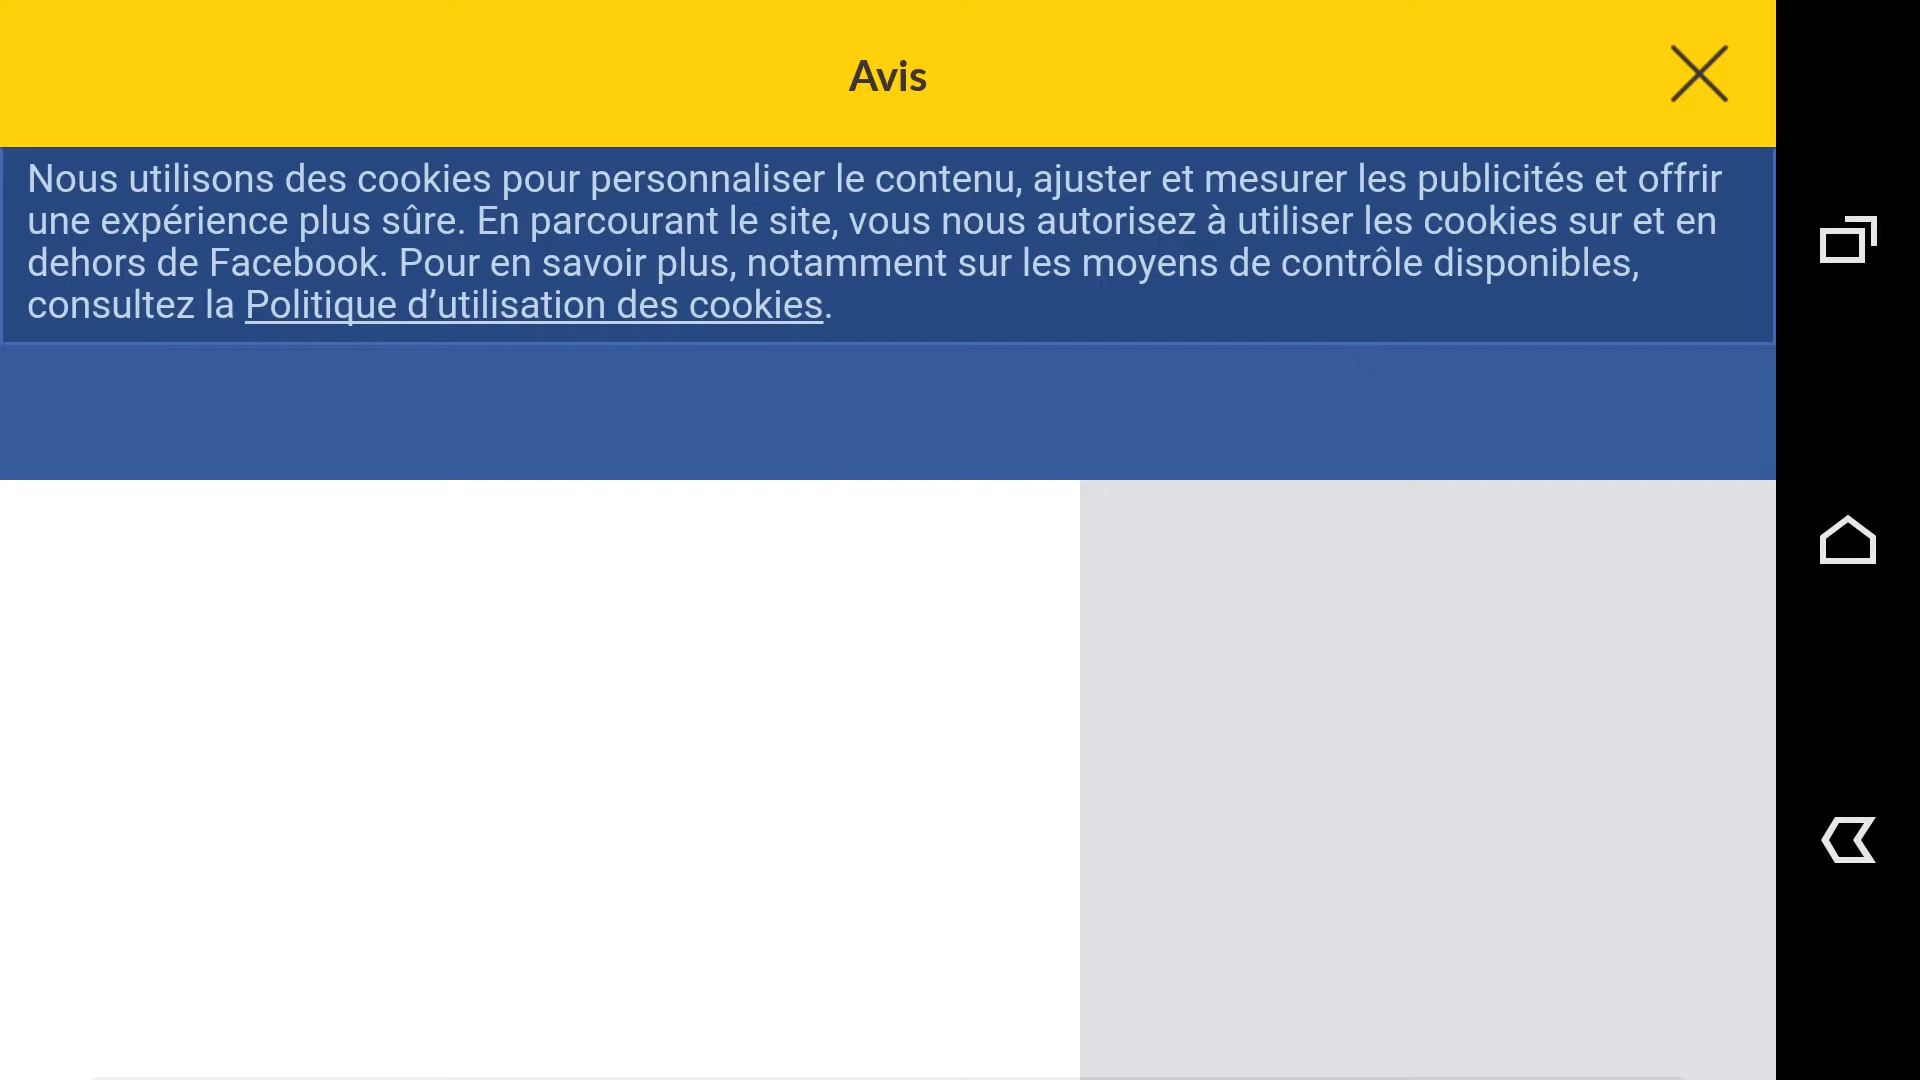 Avis
Nous utilisons des cookies pour personnaliser le contenu, ajuster et mesurer les publicités et offrir
une expérience plus sûre. En parcourant le site, vous nous autorisez à utiliser les cookies sur et en
dehors de Facebook. Pour en savoir plus, notamment sur les moyens de contrôle disponibles,
consultez la Politique d’utilisation des cookies.